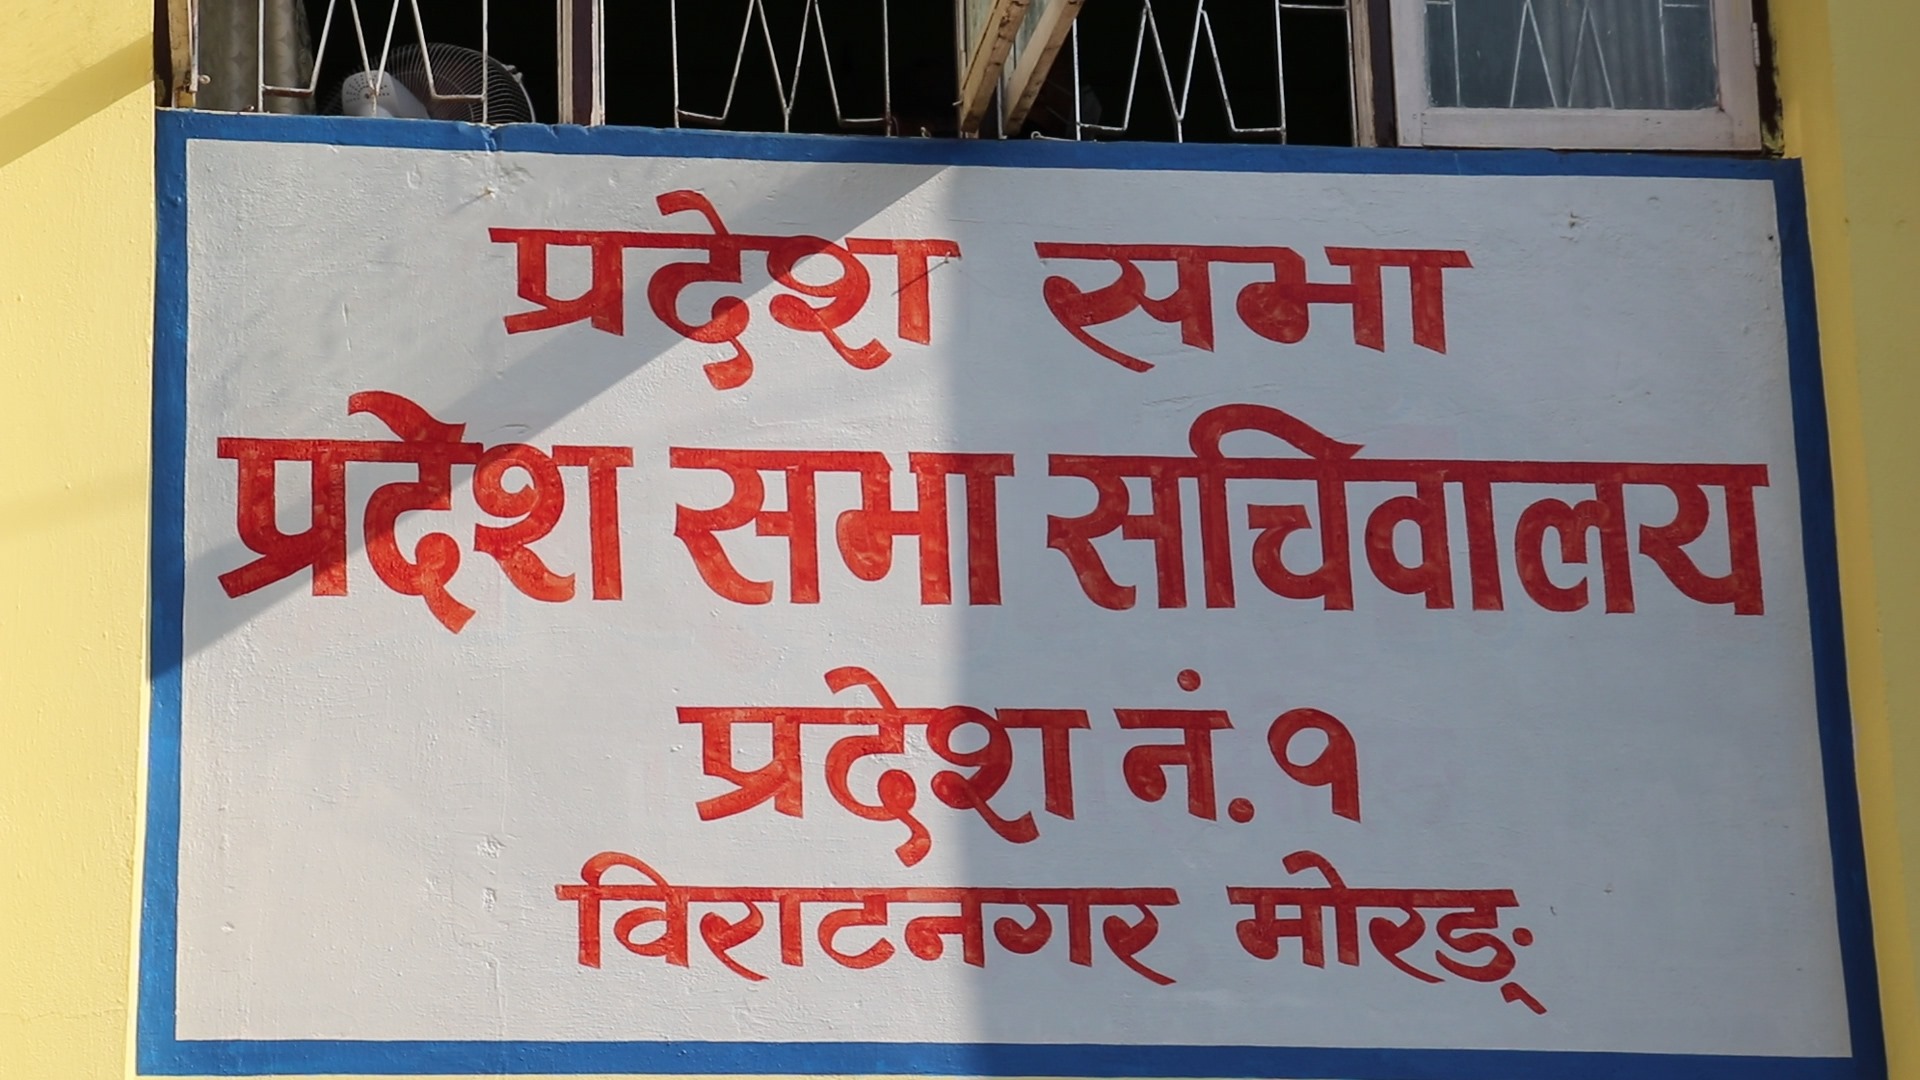 प्रदेश सभा
प्रदेश सभा सचिवालय
प्रदेश नं. १
विराटनगर मोरङ्